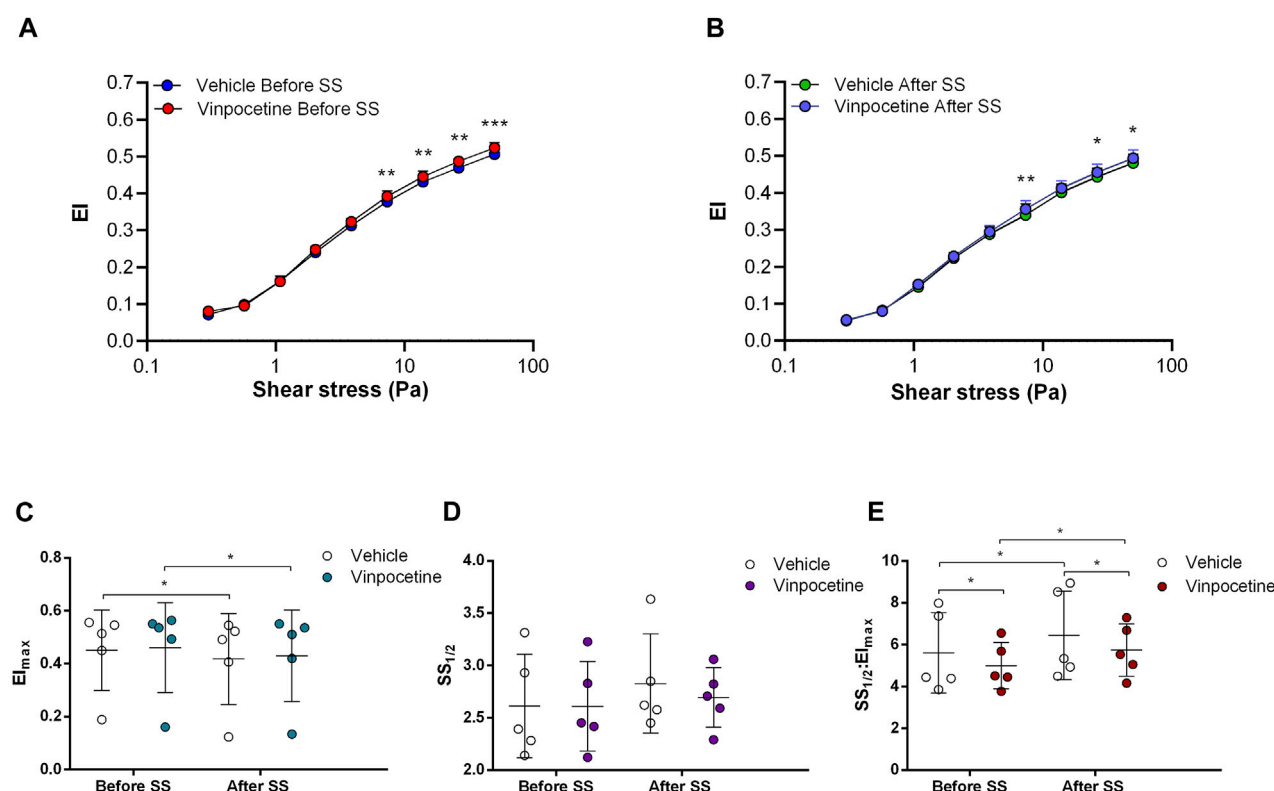 A
Vehicle Before SS
Vinpocetine Before SS
0.7
0.6
0.5
0.4
0.3
0.2
0.1
0.0
EI
** ** ** ***
0.1 1 10 100
Shear stress (Pa)
B
Vehicle After SS
Vinpocetine After SS
0.7
0.6
0.5
0.4
0.3
0.2
0.1
0.0
EI
** * *
0.1 1 10 100
Shear stress (Pa)
C
Vehicle
Vinpocetine
0.8
0.6
0.4
0.2
0.0
EImax
*
*
Before SS After SS
D
Vehicle
Vinpocetine
4.0
3.5
3.0
2.5
2.0
SS1/2
Before SS After SS
E
Vehicle
Vinpocetine
10
8
6
4
2
0
SS1/2:EImax
*
*
*
*
Before SS After SS